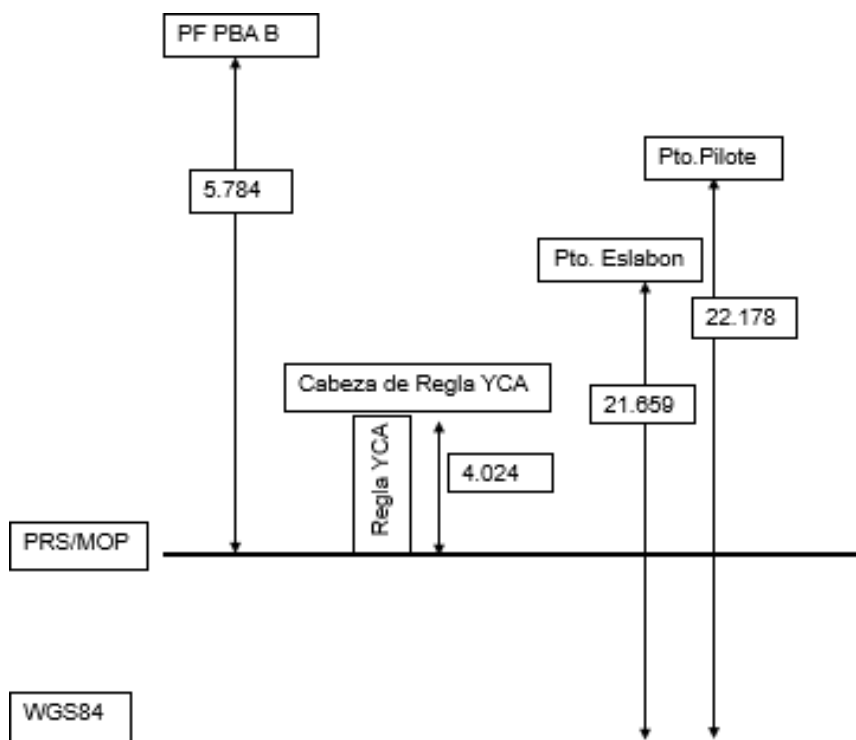 PF PBA B
5.784
Pto.Pilote
Pto. Eslabon
22.178
Cabeza de Regla YCA
21.659
Regla YCA
4.024
PRS/MOP
WGS84